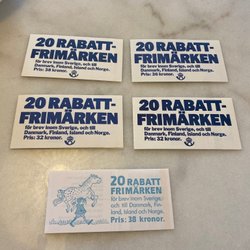 20 RABATT-
FRIMÄRKEN
för brev inom Sverige, och till
Danmark, Finland, Island och Norge.
Pris: 38 kronor.
20 RABATT-
FRIMÄRKEN
för brev inom Sverige, och till
Danmark, Finland, Island och Norge.
Pris: 36 kronor.
20 RABATT-
FRIMÄRKEN
för brev inom Sverige, och till
Danmark, Finland, Island och Norge.
Pris: 32 kronor.
20 RABATT-
FRIMÄRKEN
för brev inom Sverige, och till
Danmark, Finland, Island och Norge.
Pris: 32 kronor.
20 RABATT
FRIMÄRKEN
för brev inom Sverige,
och till Danmark, Fin-
land, Island och Norge.
Pris: 38 kronor.